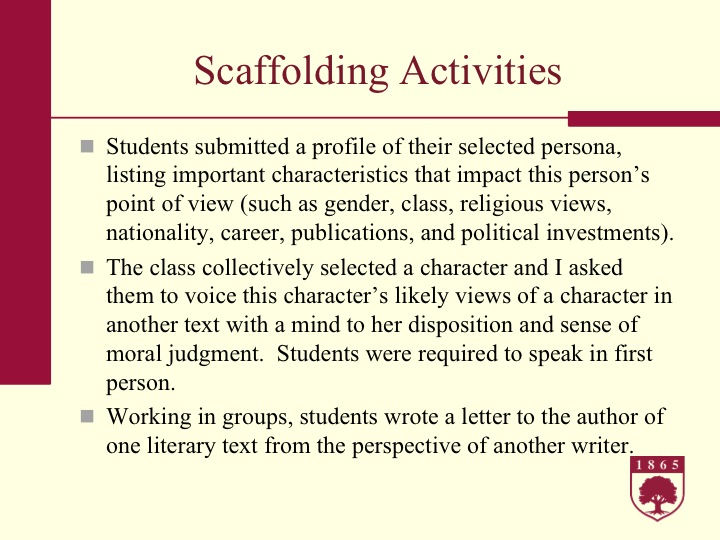 Scaffolding Activities
Students submitted a profile of their selected persona,
listing important characteristics that impact this person’s
point of view (such as gender, class, religious views,
nationality, career, publications, and political investments).
The class collectively selected a character and I asked
them to voice this character’s likely views of a character in
another text with a mind to her disposition and sense of
moral judgment.  Students were required to speak in first
person.
Working in groups, students wrote a letter to the author of
one literary text from the perspective of another writer.
1865